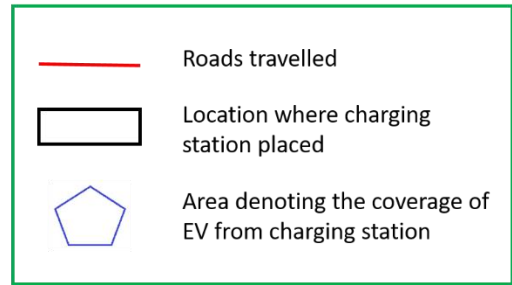 Roads travelled
Location where charging
station placed
Area denoting the coverage of
EV from charging station